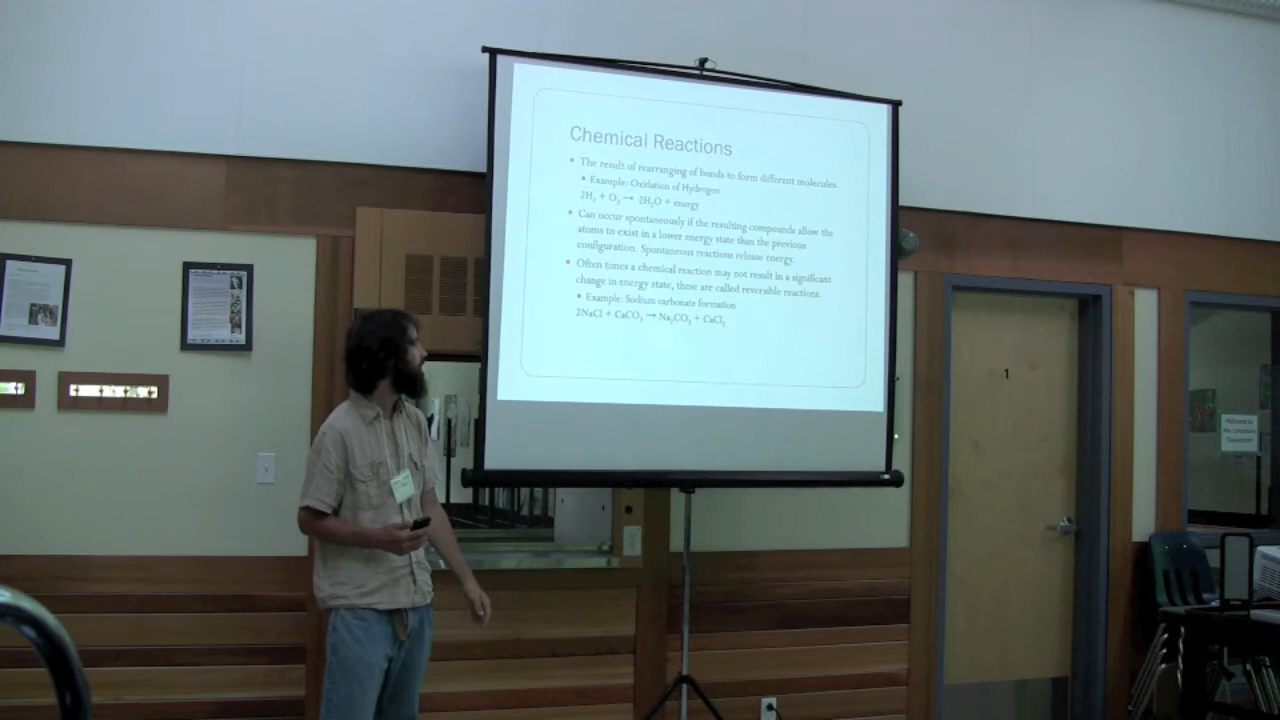 Chemical Reactions
• The result of rearranging of bonds to form different molecules.
• Example: Oxidation of Hydrogen
2H₂ + O₂ → 2H₂O + energy
• Can occur spontaneously if the resulting compounds allow the
atoms to exist in a lower energy state than the previous
configuration. Spontaneous reactions release energy.
• Often times a chemical reaction may not result in a significant
change in energy state, these are called reversible reactions.
• Example: Sodium carbonate formation
2NaCl + CaCO₃ → Na₂CO₃ + CaCl₂
1
Welcome to